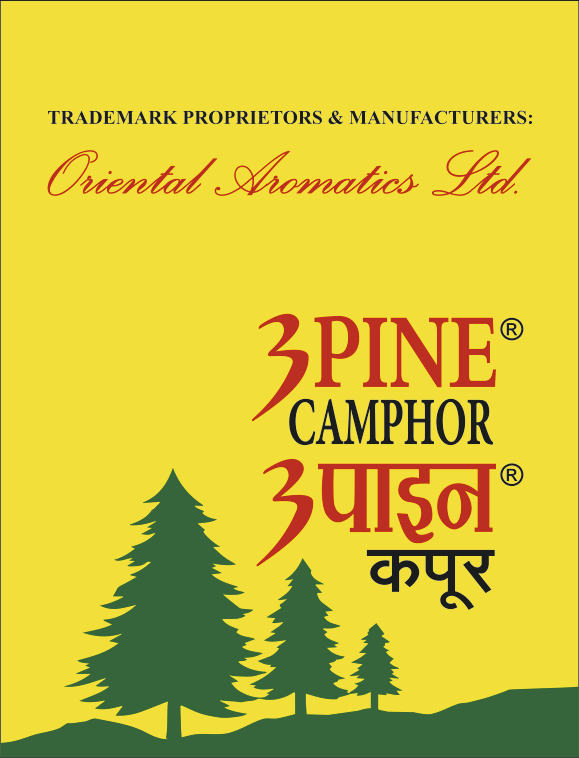 TRADEMARK PROPRIETORS & MANUFACTURERS:
Oriental Aromatics Ltd.
3PINE®
CAMPHOR
3पाइन®
कपूर